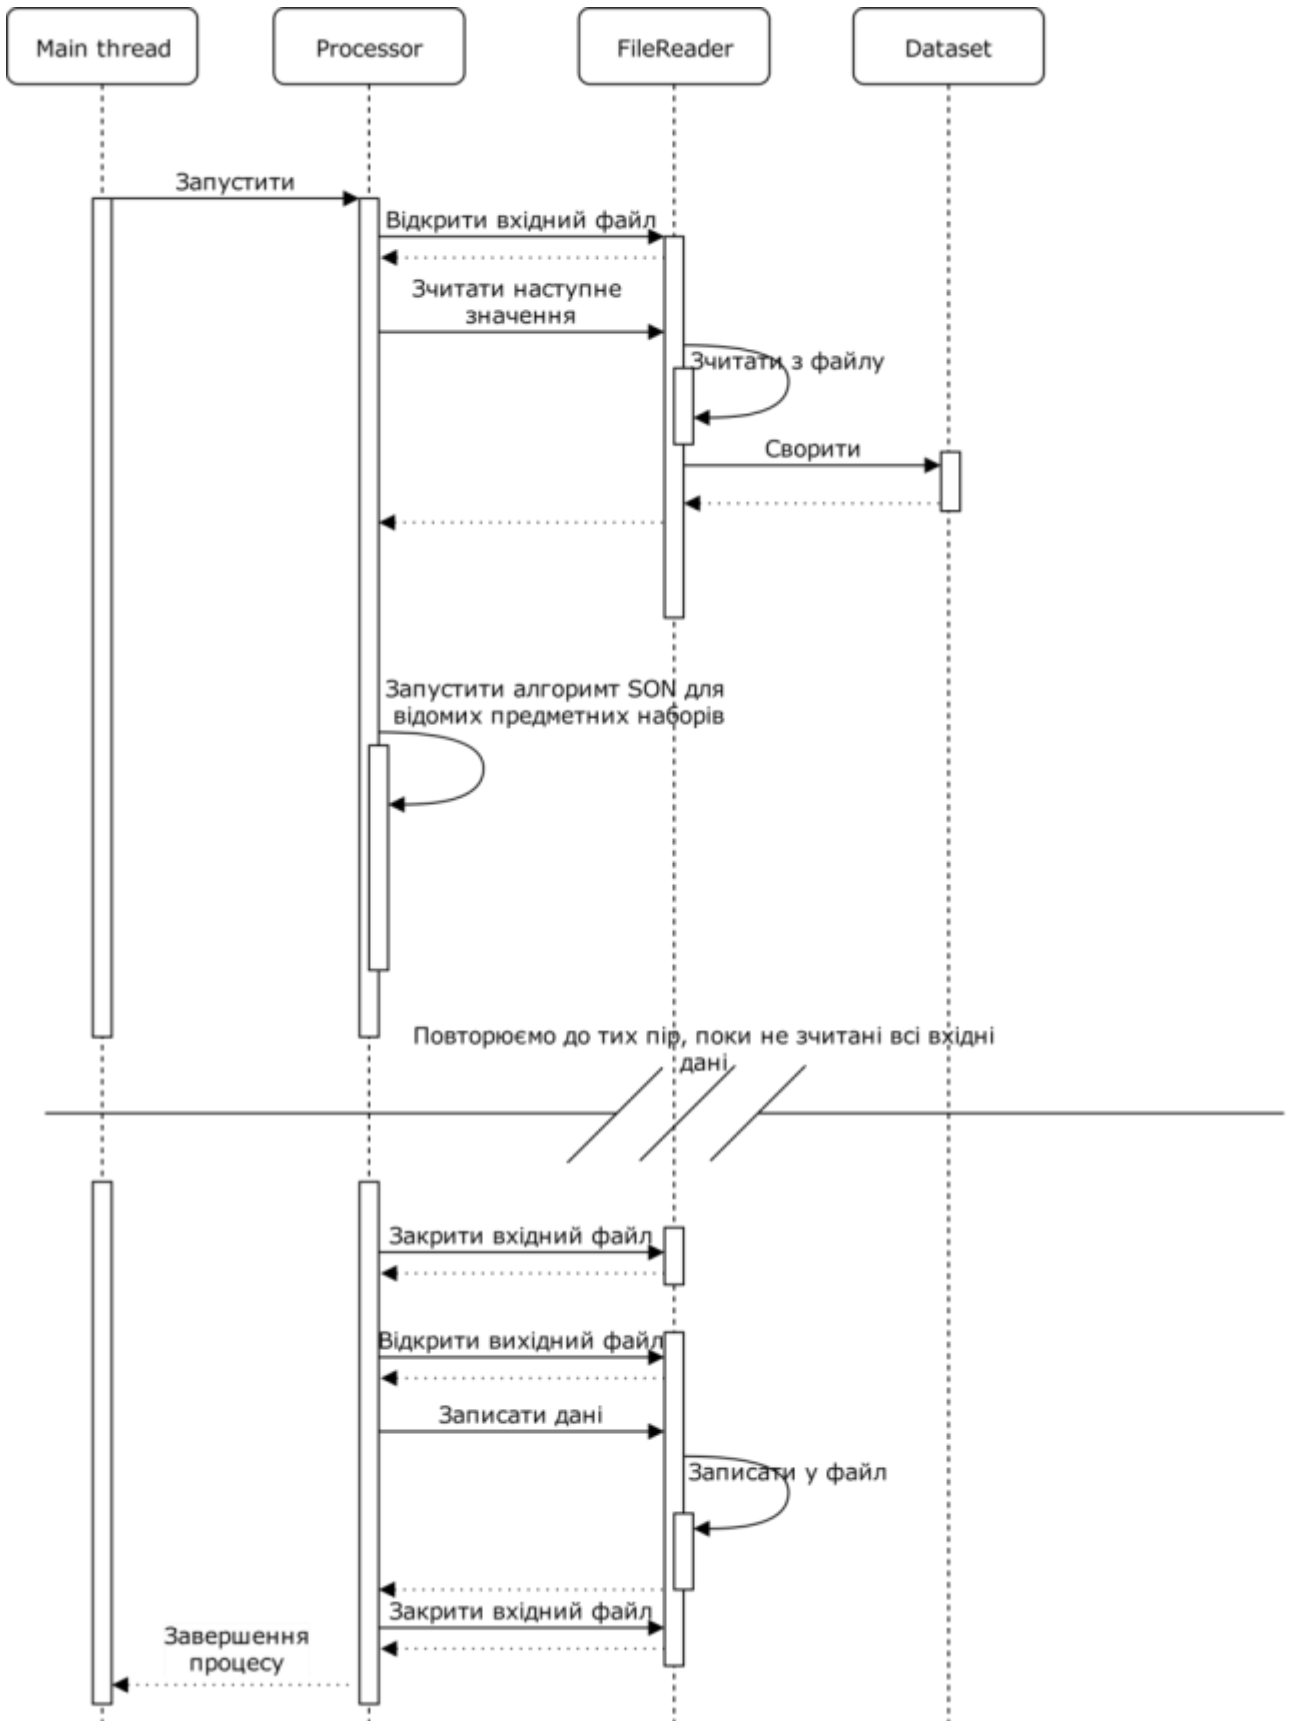 Main thread
Processor
FileReader
Dataset
Запустити
Відкрити вхідний файл
Зчитати наступне
значення
Зчитати з файлу
Сворити
Запустити алгоримт SON для
відомих предметних наборів
Повторюємо до тих пір, поки не зчитані всі вхідні
дані
Закрити вхідний файл
Відкрити вихідний файл
Записати дані
Записати у файл
Закрити вхідний файл
Завершення
процесу